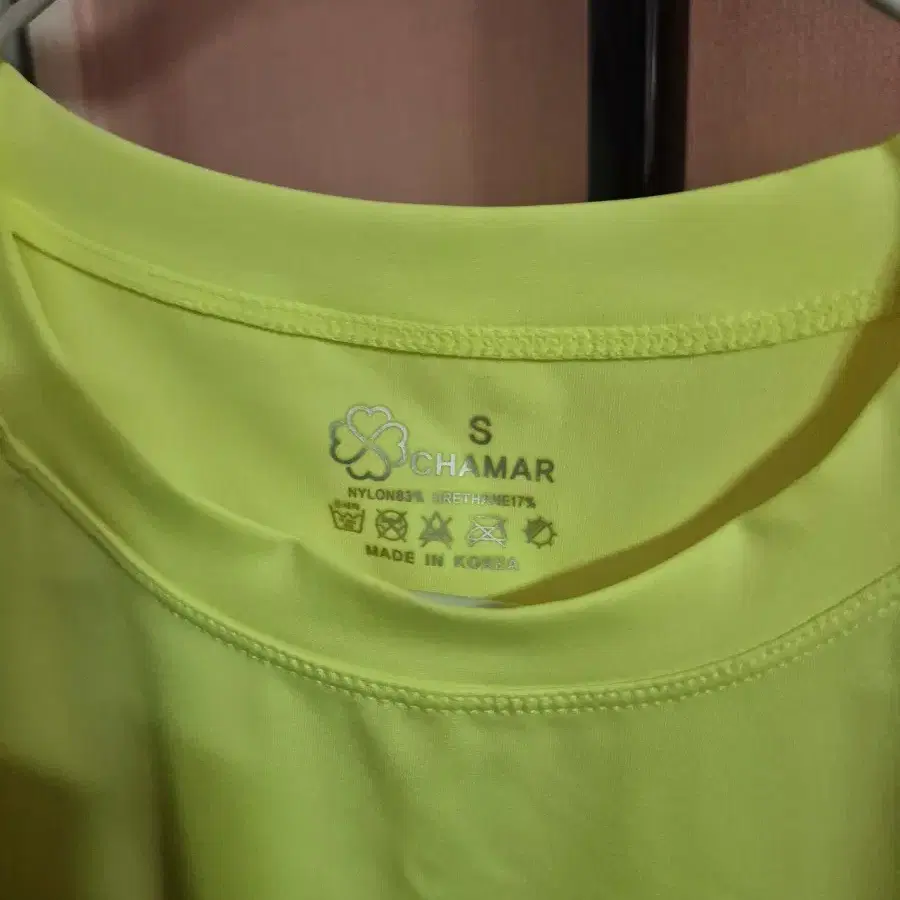 S
CHAMAR
NYLON83% URETHANE17%
MADE IN KOREA